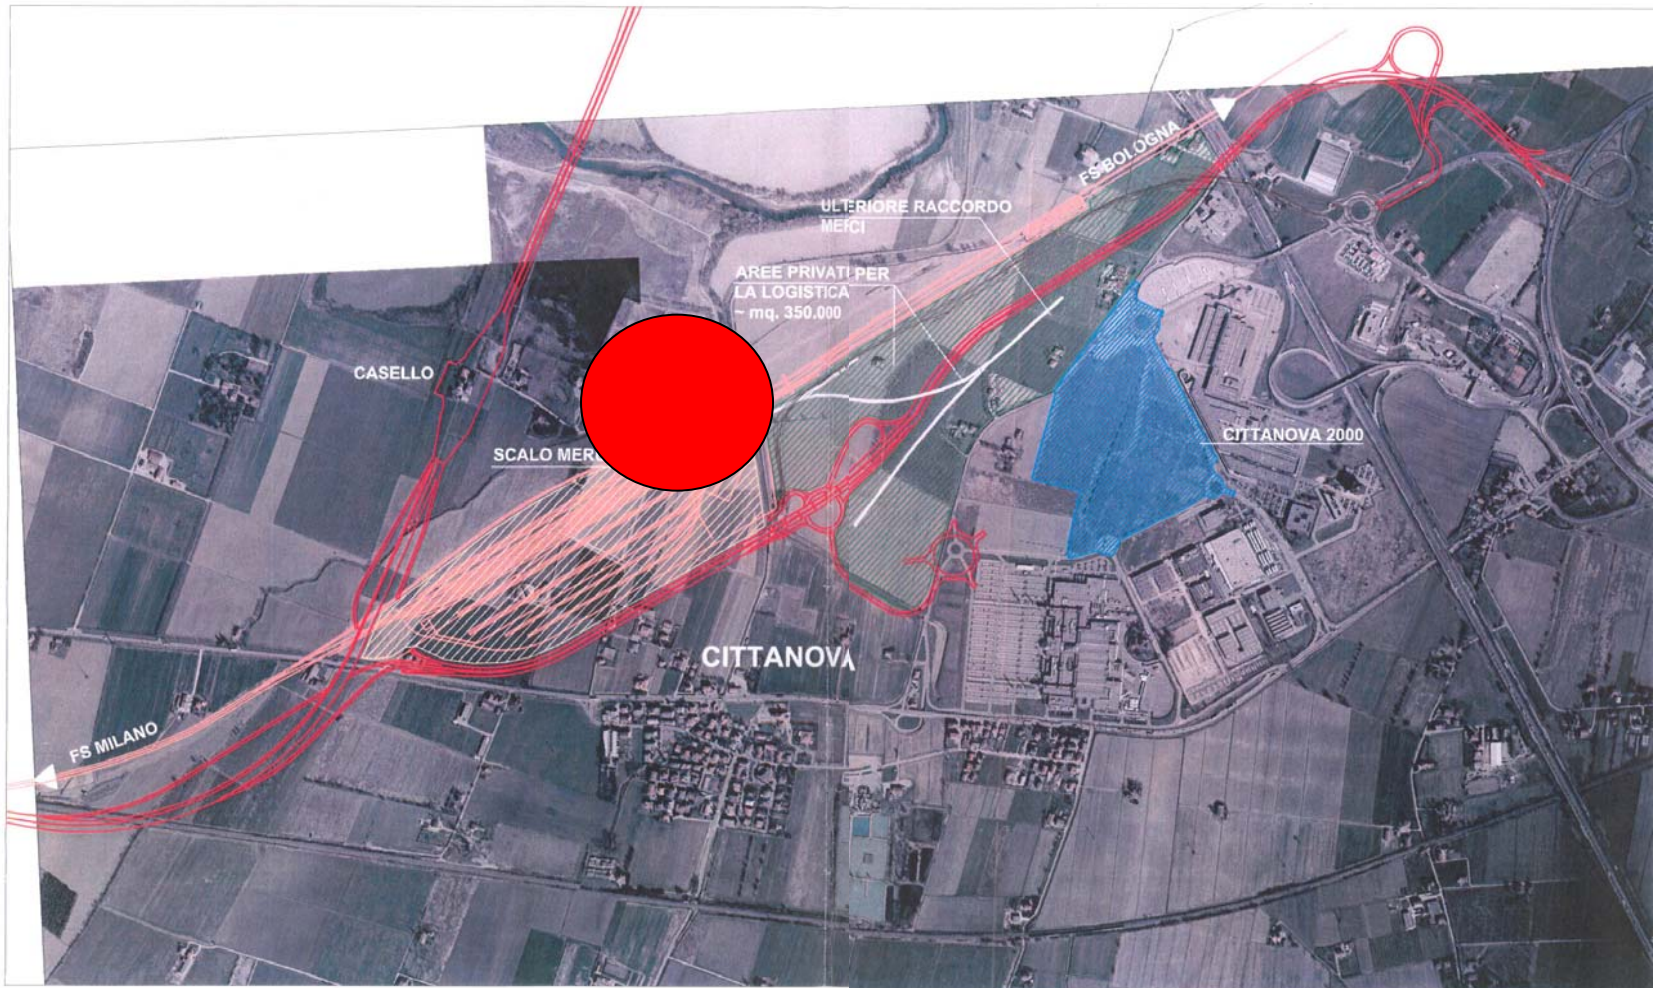 FS BOLOGNA
ULTERIORE RACCORDO
MERCI
AREE PRIVATI PER
LA LOGISTICA
~ mq. 350.000
CASELLO
CITTANOVA 2000
SCALO
CITTANOVA
FS MILANO